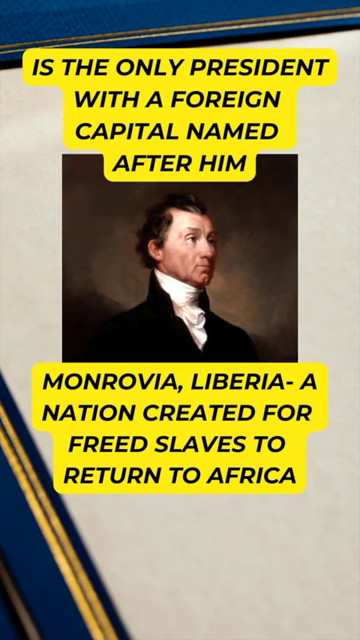 IS THE ONLY PRESIDENT
WITH A FOREIGN
CAPITAL NAMED
AFTER HIM
MONROVIA, LIBERIA- A
NATION CREATED FOR
FREED SLAVES TO
RETURN TO AFRICA